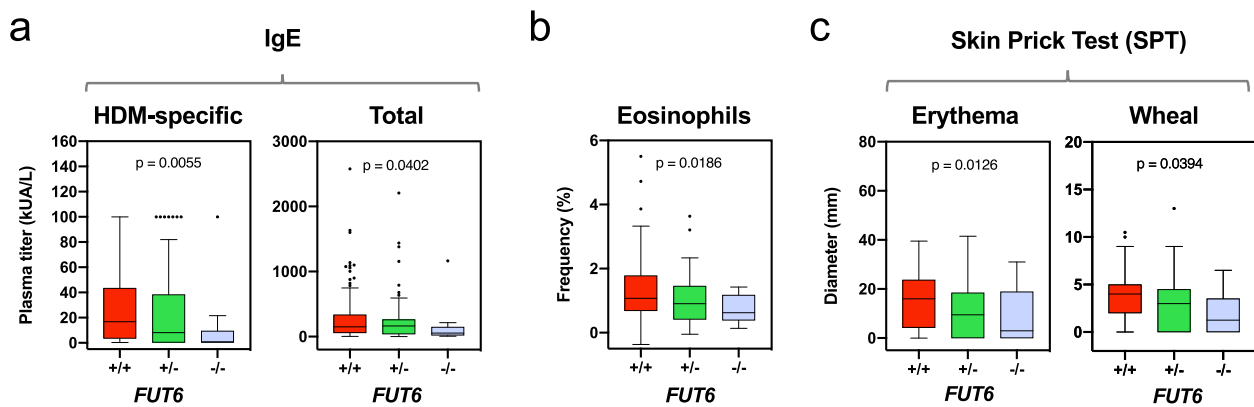 a
IgE
HDM-specific
Total
Plasma titer (kUA/L)
160
140
120
100
80
60
40
20
0
p = 0.0055
+/+ +/- -/-
FUT6
3000
2000
1000
0
p = 0.0402
+/+ +/- -/-
FUT6
b
Eosinophils
Frequency (%)
6
4
2
0
p = 0.0186
+/+ +/- -/-
FUT6
c
Skin Prick Test (SPT)
Erythema
Wheal
Diameter (mm)
80
60
40
20
0
p = 0.0126
+/+ +/- -/-
FUT6
20
15
10
5
0
p = 0.0394
+/+ +/- -/-
FUT6